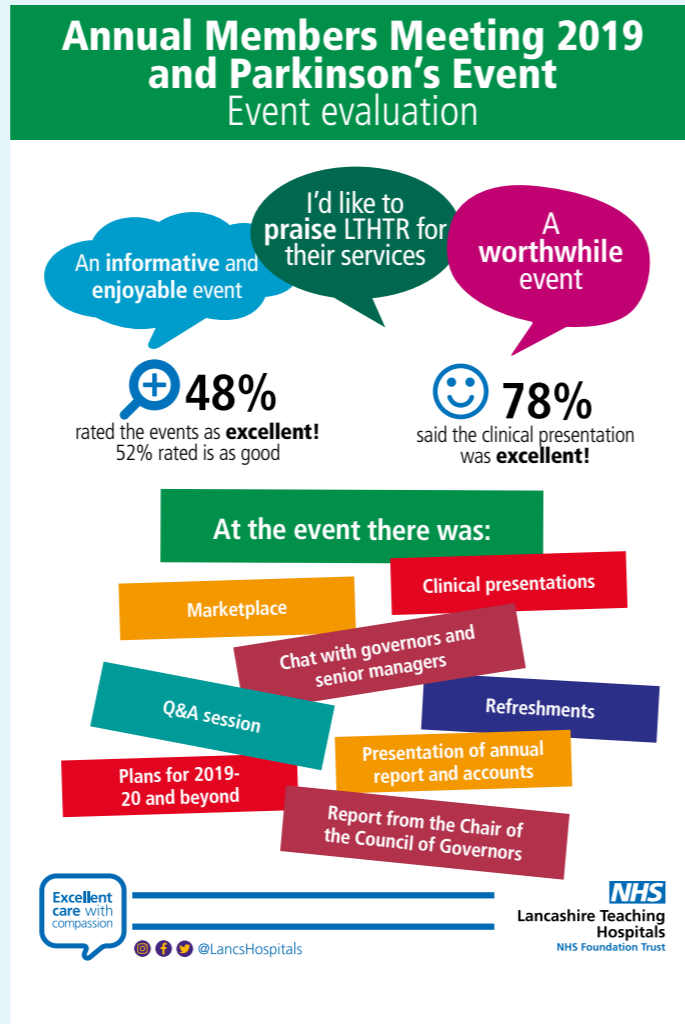 Annual Members Meeting 2019
and Parkinson's Event
Event evaluation
An informative and
enjoyable event
I'd like to
praise LTHTR for
their services
A
worthwhile
event
48%
rated the events as excellent!
52% rated is as good
78%
said the clinical presentation
was excellent!
At the event there was:
Clinical presentations
Marketplace
Chat with governors and
senior managers
Q&A session
Refreshments
Presentation of annual
report and accounts
Plans for 2019-
20 and beyond
Report from the Chair of
the Council of Governors
Excellent
care with
compassion
@LancsHospitals
NHS
Lancashire Teaching
Hospitals
NHS Foundation Trust